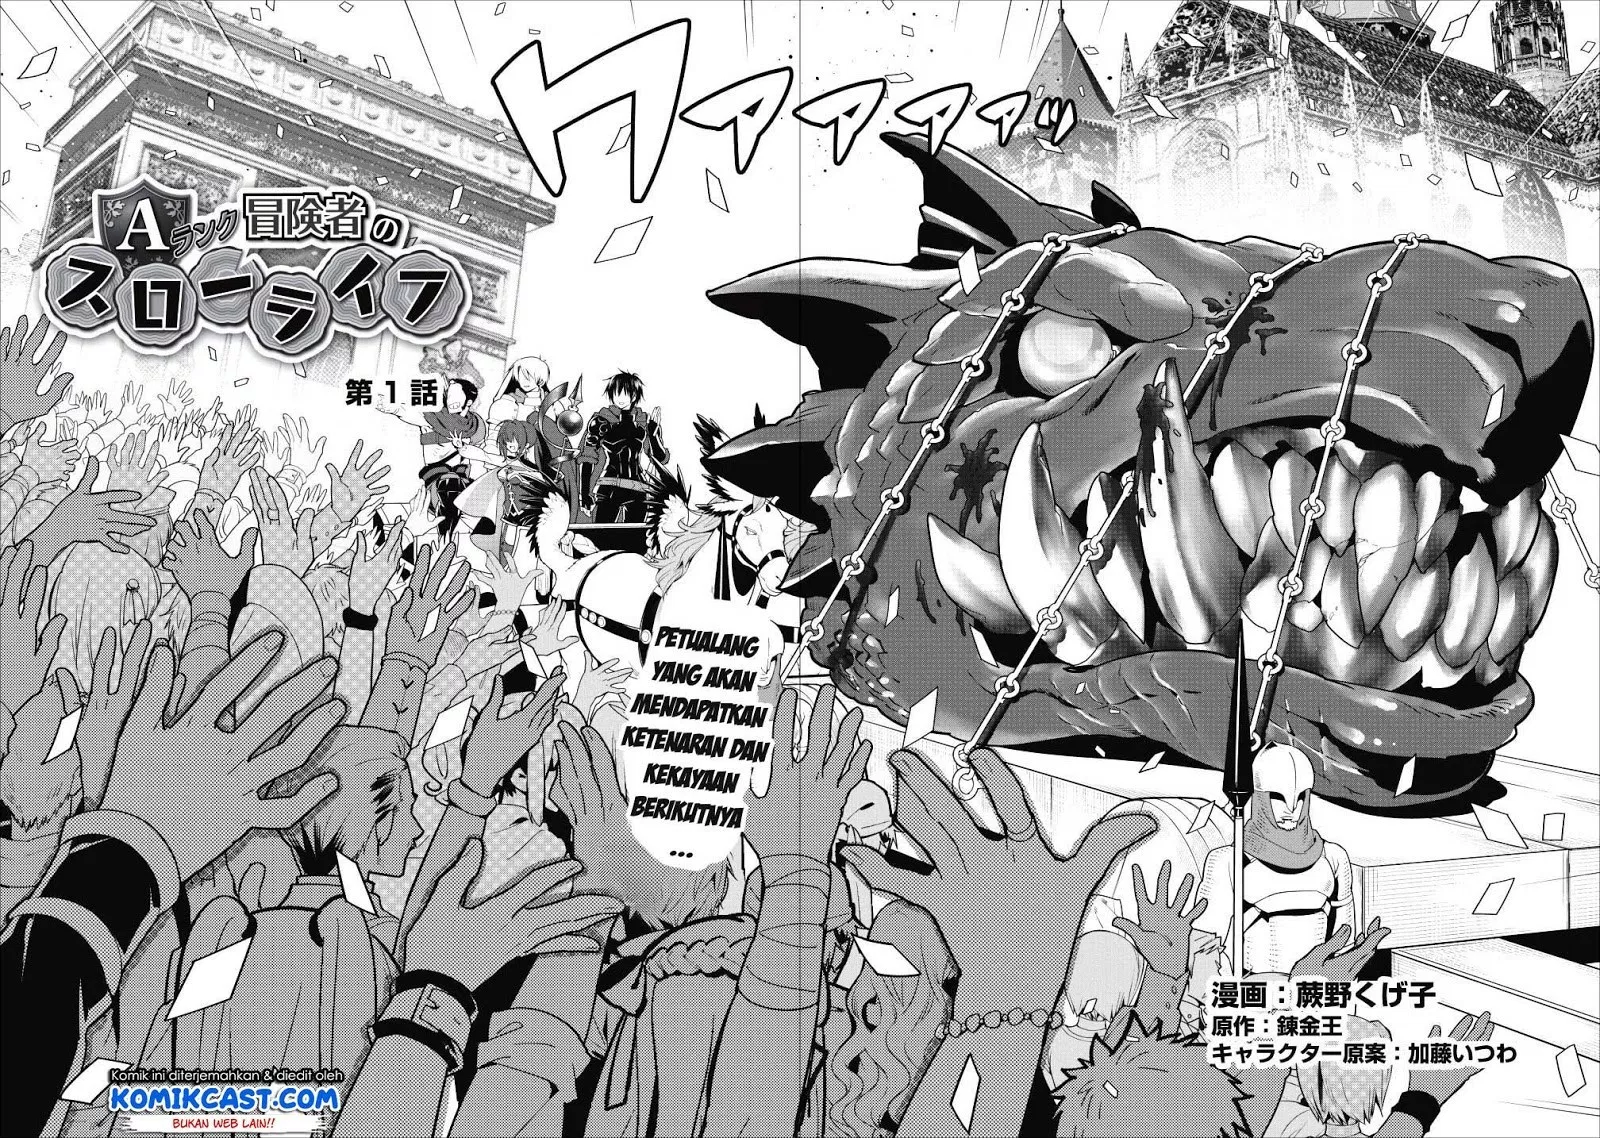 ワァァァァァッ
Aランク冒険者の
スローライフ
第1話
PETUALANG
YANG AKAN
MENDAPATKAN
KETENARAN DAN
KEKAYAAN
BERIKUTNYA
...
漫画：蕨野くげ子
原作：錬金王
キャラクター原案：加藤いつわ
Komik ini diterjemahkan & diedit oleh
KOMIKCAST.COM
BUKAN WEB LAIN!!